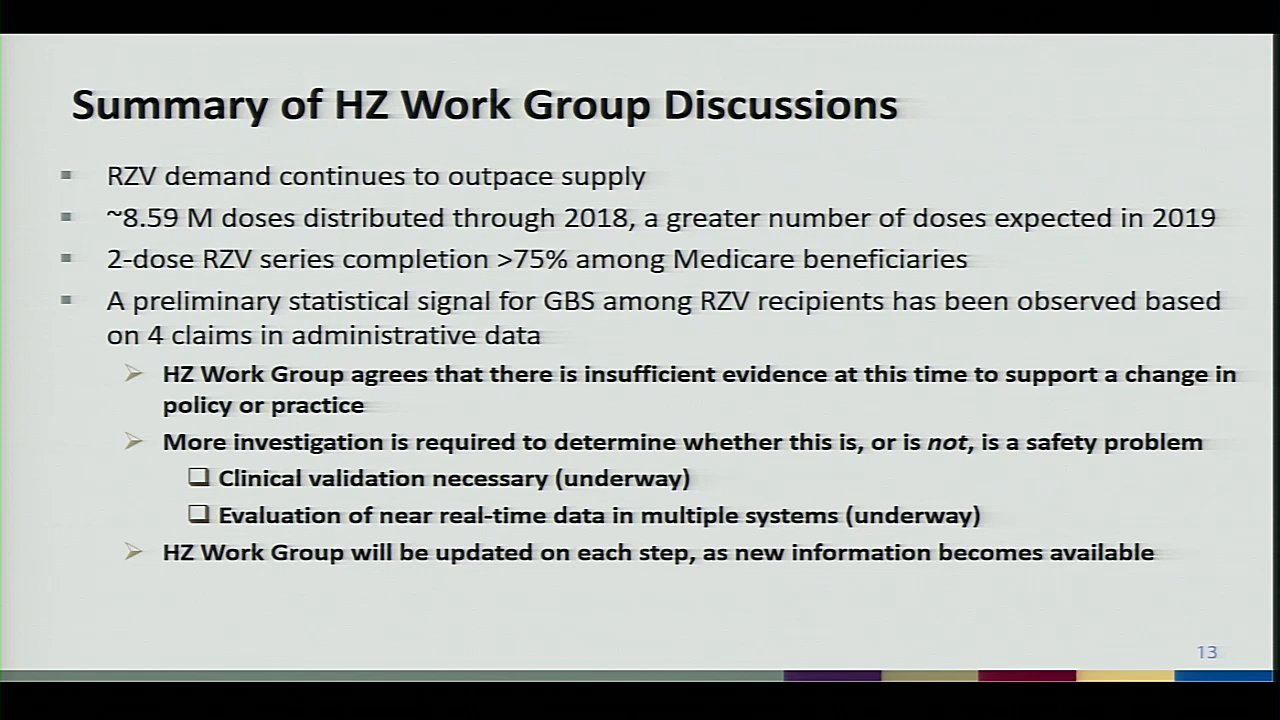 Summary of HZ Work Group Discussions
RZV demand continues to outpace supply
~8.59 M doses distributed through 2018, a greater number of doses expected in 2019
2-dose RZV series completion >75% among Medicare beneficiaries
A preliminary statistical signal for GBS among RZV recipients has been observed based
on 4 claims in administrative data
HZ Work Group agrees that there is insufficient evidence at this time to support a change in
policy or practice
More investigation is required to determine whether this is, or is not, is a safety problem
Clinical validation necessary (underway)
Evaluation of near real-time data in multiple systems (underway)
HZ Work Group will be updated on each step, as new information becomes available
13